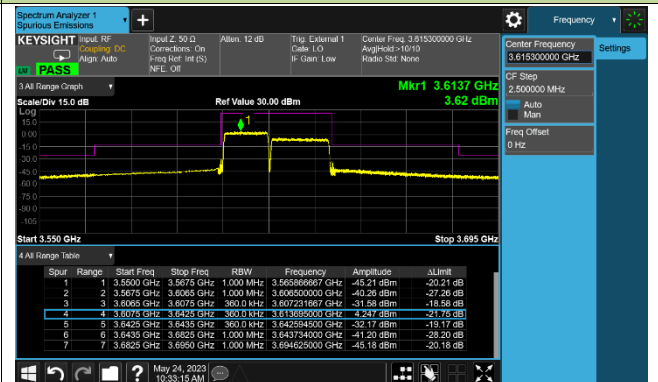 Spectrum Analyzer 1
Spurious Emissions
Frequency
KEYSIGHT
Input: RF
Coupling: DC
Align: Auto
Input Z: 50 Ω
Corrections: On
Freq Ref: Int (S)
NFE: Off
Atten: 12 dB
Trig: External 1
Gate: LO
IF Gain: Low
Center Freq: 3.615300000 GHz
Avg|Hold:>10/10
Radio Std: None
PASS
Center Frequency
3.615300000 GHz
Settings
CF Step
2.500000 MHz
Auto
Man
Freq Offset
0 Hz
3 All Range Graph
Mkr1 3.6137 GHz
Scale/Div 15.0 dB
Ref Value 30.00 dBm
3.62 dBm
Log
15.0
0.00
-15.0
-30.0
-45.0
-60.0
-75.0
-90.0
-105
1
Start 3.550 GHz
Stop 3.695 GHz
4 All Range Table
Spur Range Start Freq Stop Freq RBW Frequency Amplitude ΔLimit
1 1 3.5500 GHz 3.5675 GHz 1.000 MHz 3.565866667 GHz -45.21 dBm -20.21 dB
2 2 3.5675 GHz 3.6065 GHz 1.000 MHz 3.606500000 GHz -40.26 dBm -27.26 dB
3 3 3.6065 GHz 3.6075 GHz 360.0 kHz 3.607231667 GHz -31.58 dBm -18.58 dB
4 4 3.6075 GHz 3.6425 GHz 360.0 kHz 3.613695000 GHz 4.247 dBm -21.75 dB
5 5 3.6425 GHz 3.6435 GHz 360.0 kHz 3.642594500 GHz -32.17 dBm -19.17 dB
6 6 3.6435 GHz 3.6825 GHz 1.000 MHz 3.643734000 GHz -41.20 dBm -28.20 dB
7 7 3.6825 GHz 3.6950 GHz 1.000 MHz 3.694625000 GHz -45.18 dBm -20.18 dB
May 24, 2023
10:33:15 AM